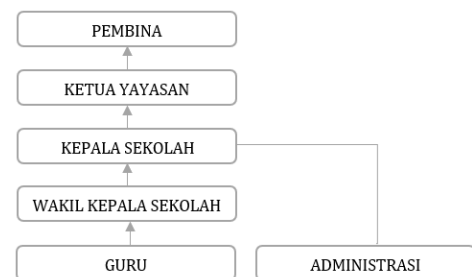 PEMBINA
KETUA YAYASAN
KEPALA SEKOLAH
WAKIL KEPALA SEKOLAH
GURU
ADMINISTRASI